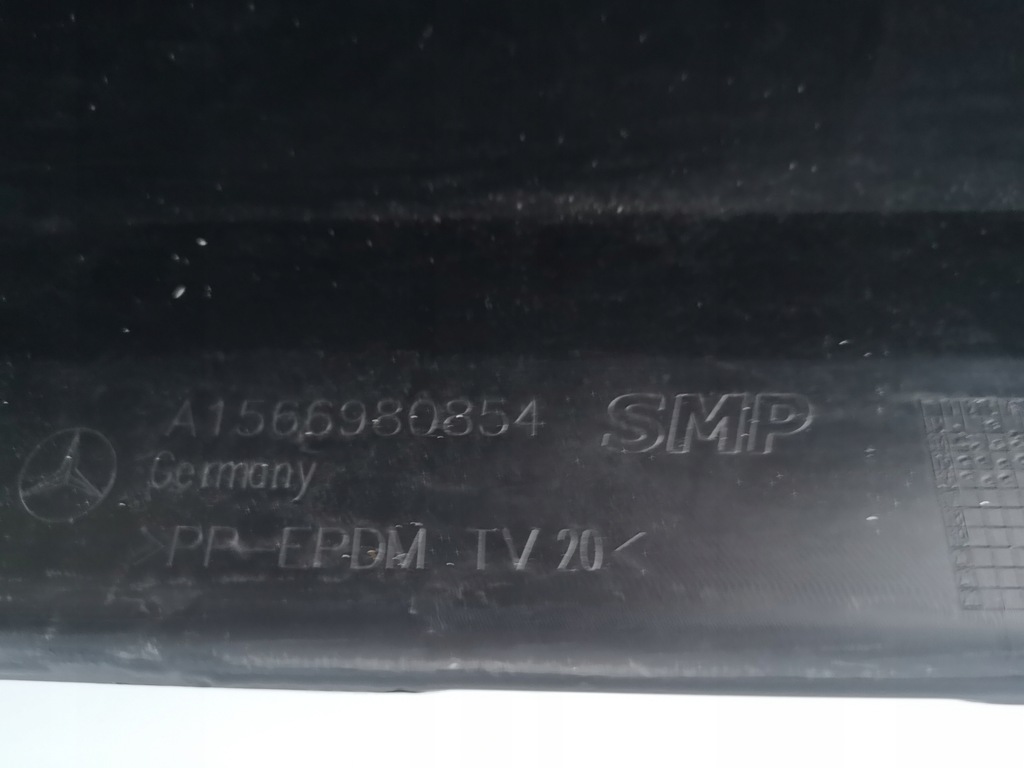 A1566980854
SMP
Germany
>PP-EPDM TV 20<